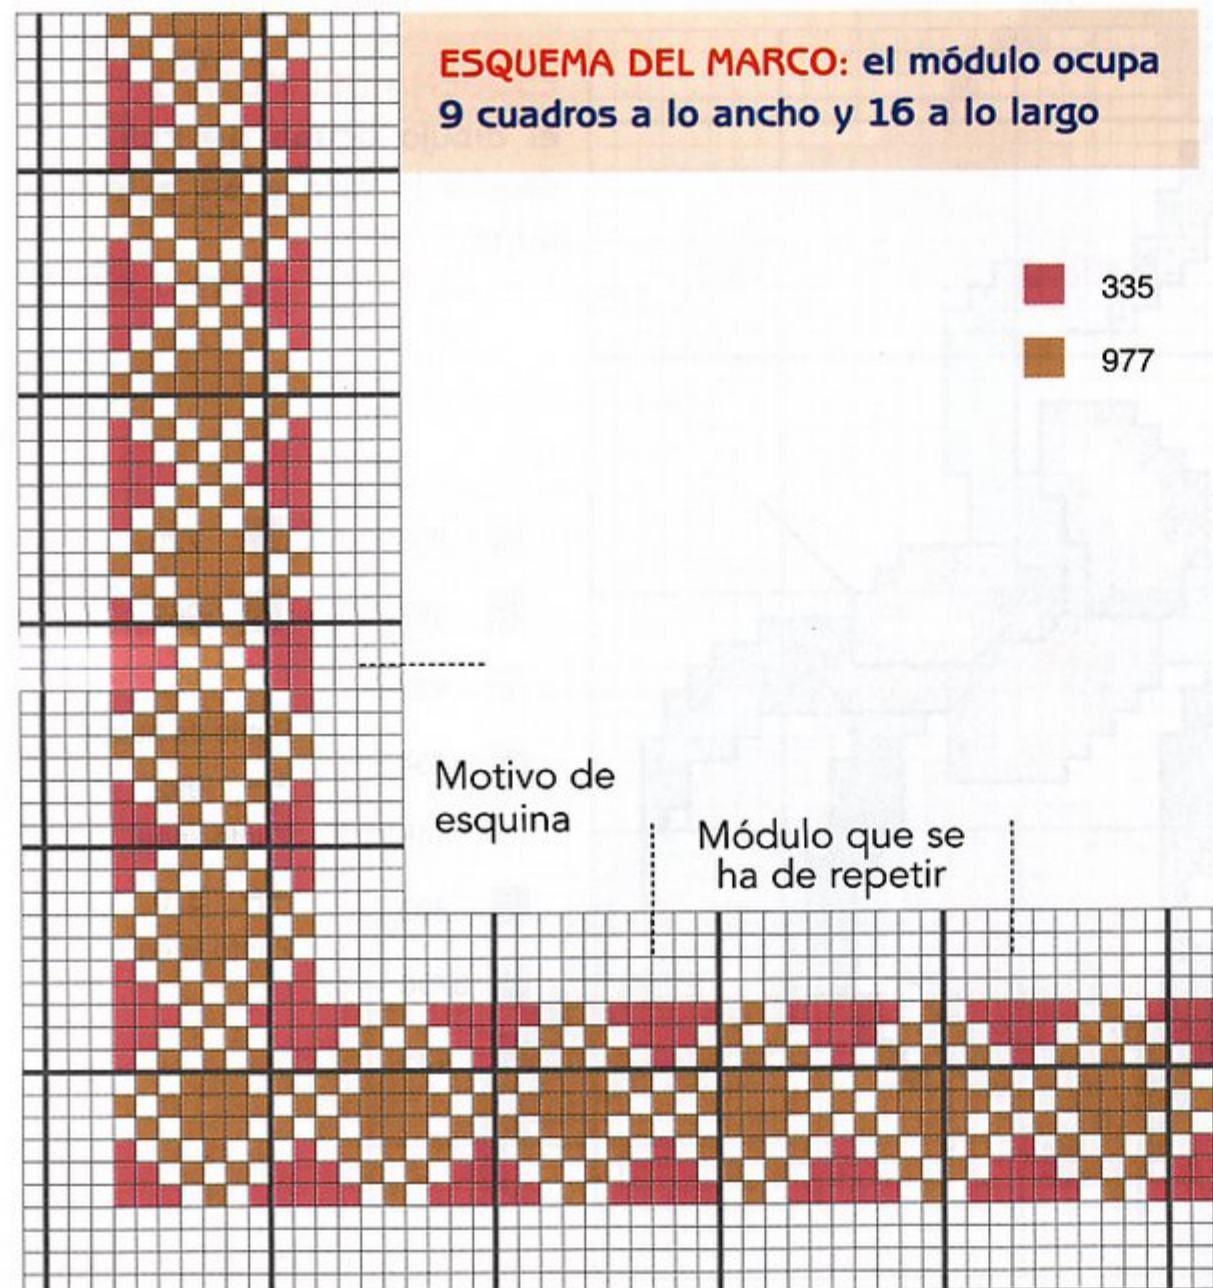 ESQUEMA DEL MARCO: el módulo ocupa
9 cuadros a lo ancho y 16 a lo largo
335
977
Motivo de
esquina
Módulo que se
ha de repetir